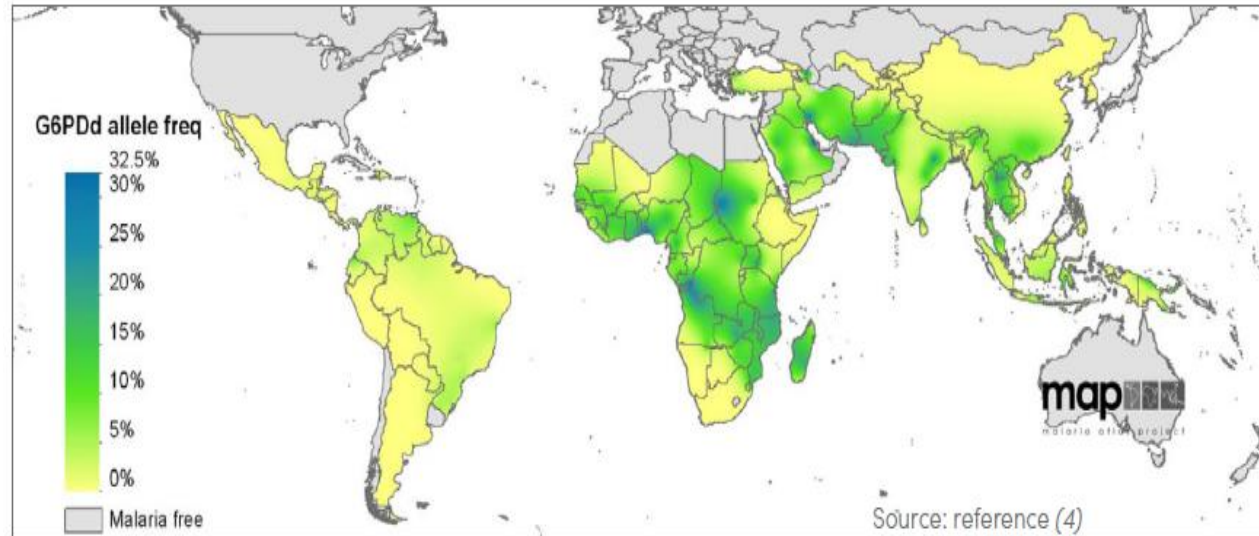 G6PDd allele freq
32.5%
30%
25%
20%
15%
10%
5%
0%
Malaria free
map
malaria atlas project
Source: reference (4)